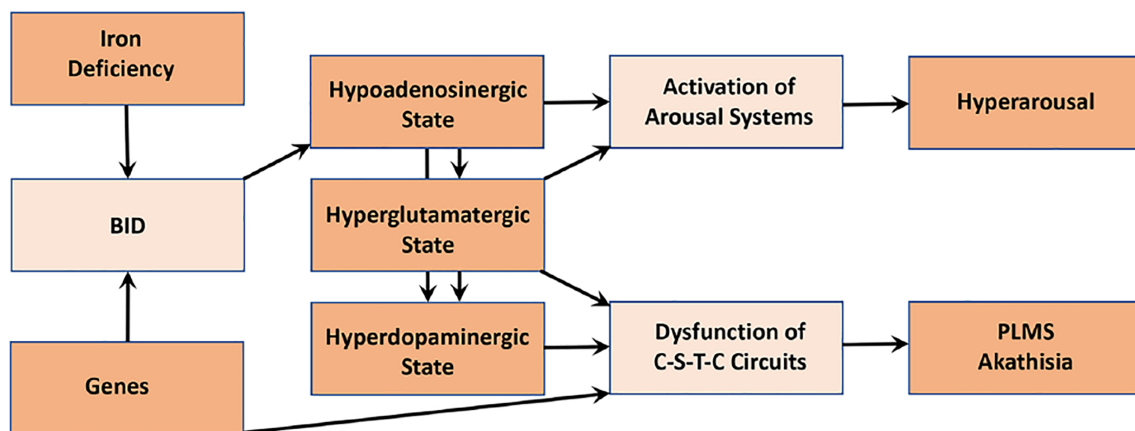 Iron
Deficiency
Hypoadenosinergic
State
Activation of
Arousal Systems
Hyperarousal
BID
Hyperglutamatergic
State
Genes
Hyperdopaminergic
State
Dysfunction of
C-S-T-C Circuits
PLMS
Akathisia